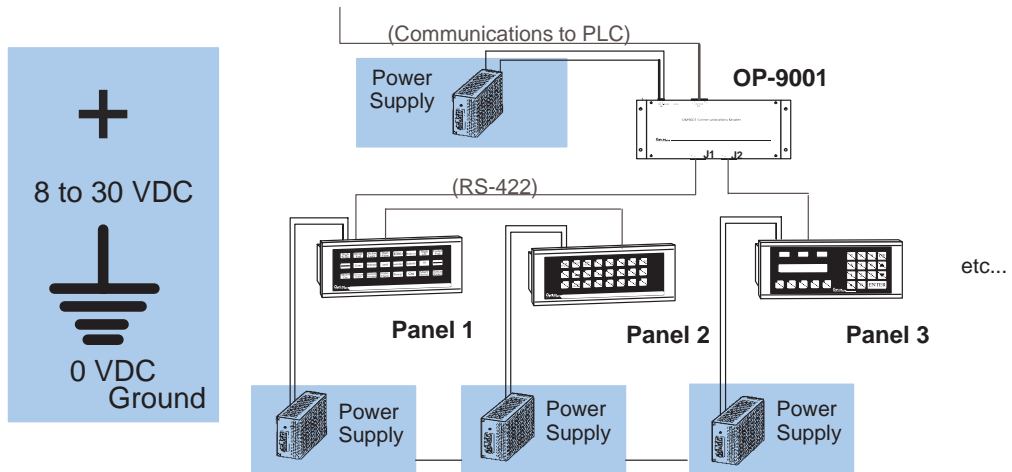 +
8 to 30 VDC
0 VDC
Ground
(Communications to PLC)
Power
Supply
OP-9001
J1 J2
(RS-422)
Panel 1
Panel 2
Panel 3
etc...
ENTER
Power
Supply
Power
Supply
Power
Supply